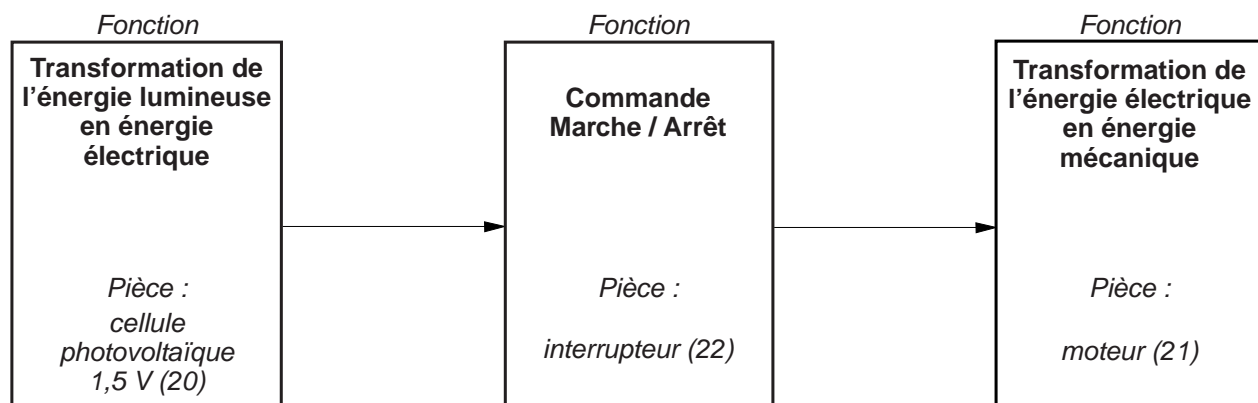 Fonction
Transformation de
l’énergie lumineuse
en énergie
électrique
Pièce :
cellule
photovoltaïque
1,5 V (20)
Fonction
Commande
Marche / Arrêt
Pièce :
interrupteur (22)
Fonction
Transformation de
l’énergie électrique
en énergie
mécanique
Pièce :
moteur (21)